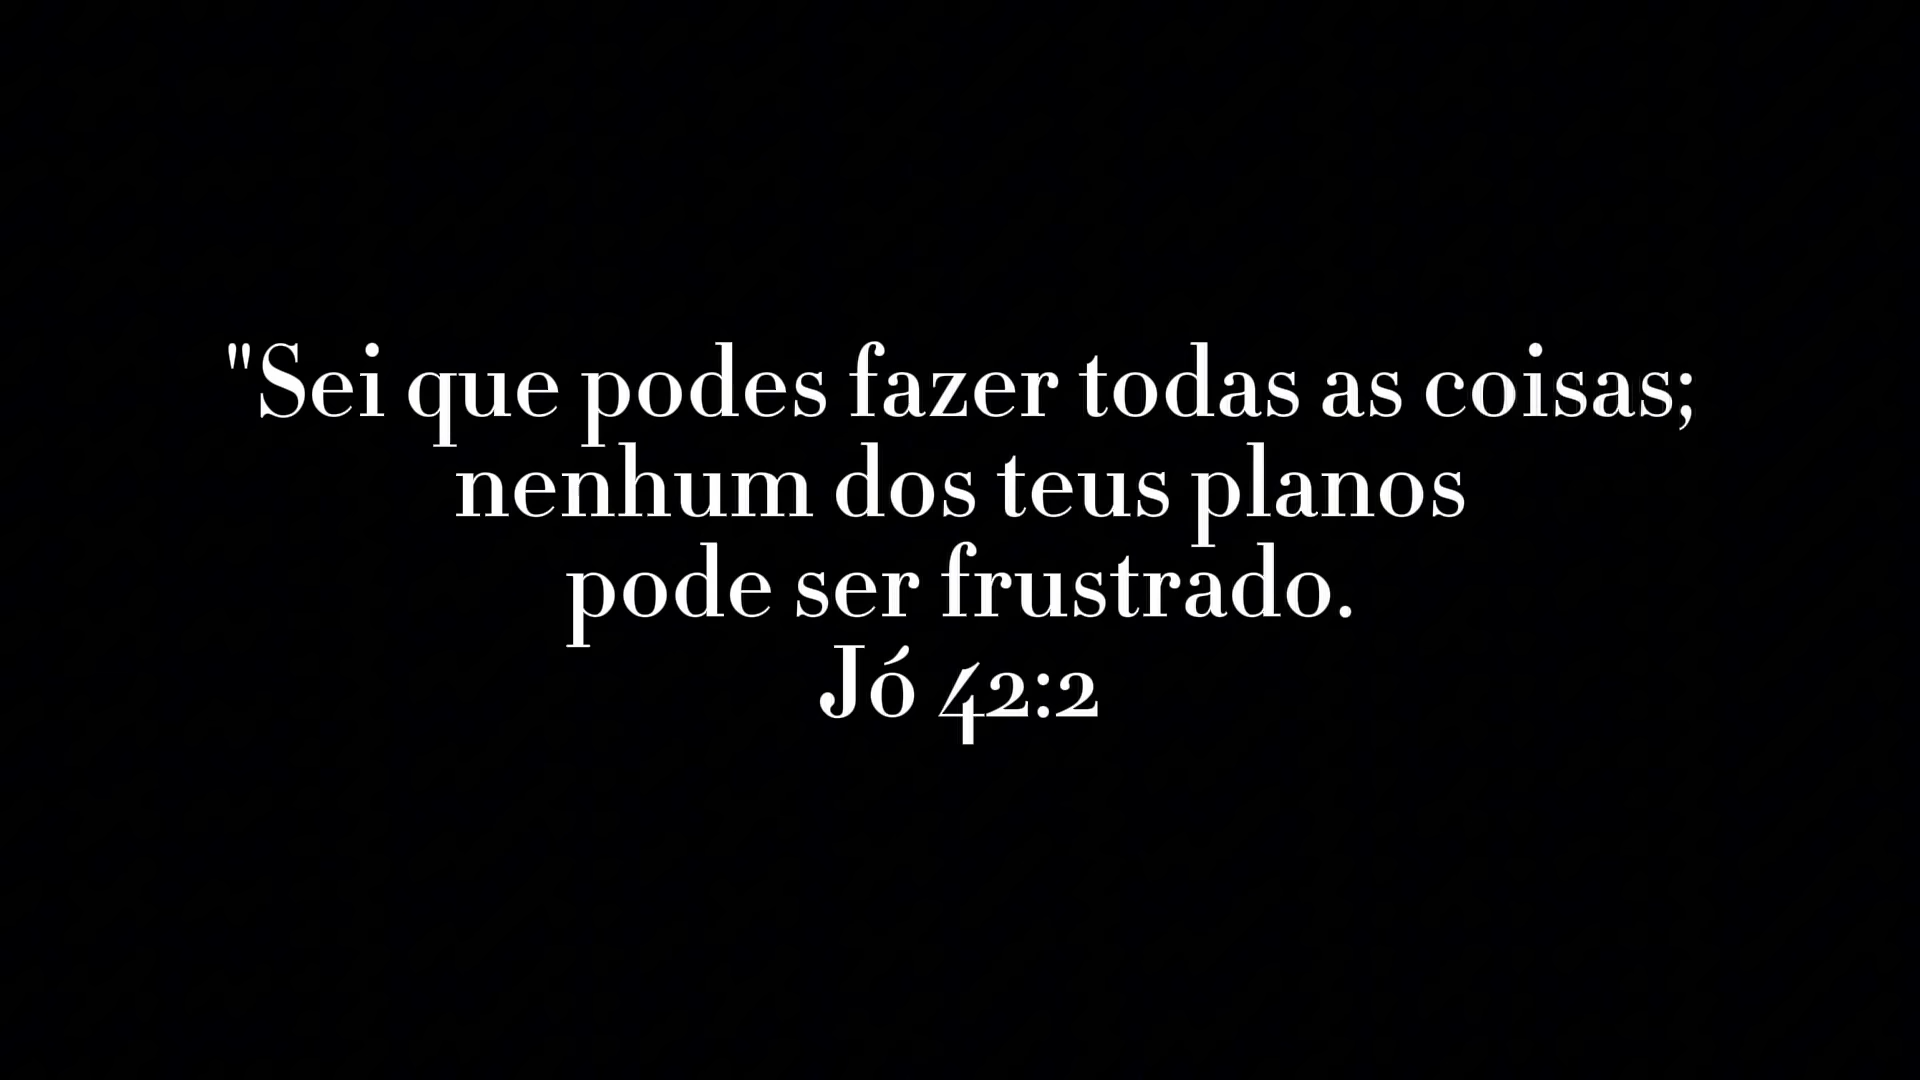 "Sei que podes fazer todas as coisas;
nenhum dos teus planos
pode ser frustrado.
Jó 42:2